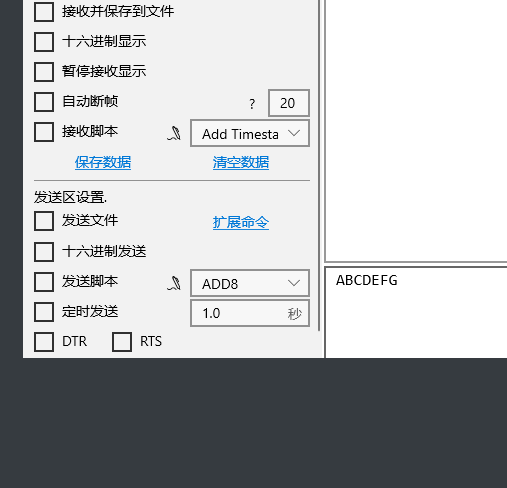 接收并保存到文件
十六进制显示
暂停接收显示
自动断帧 ? 20
接收脚本 Add Timesta
保存数据 清空数据
发送区设置.
发送文件 扩展命令
十六进制发送
发送脚本 ADD8
定时发送 1.0 秒
DTR RTS
ABCDEFG